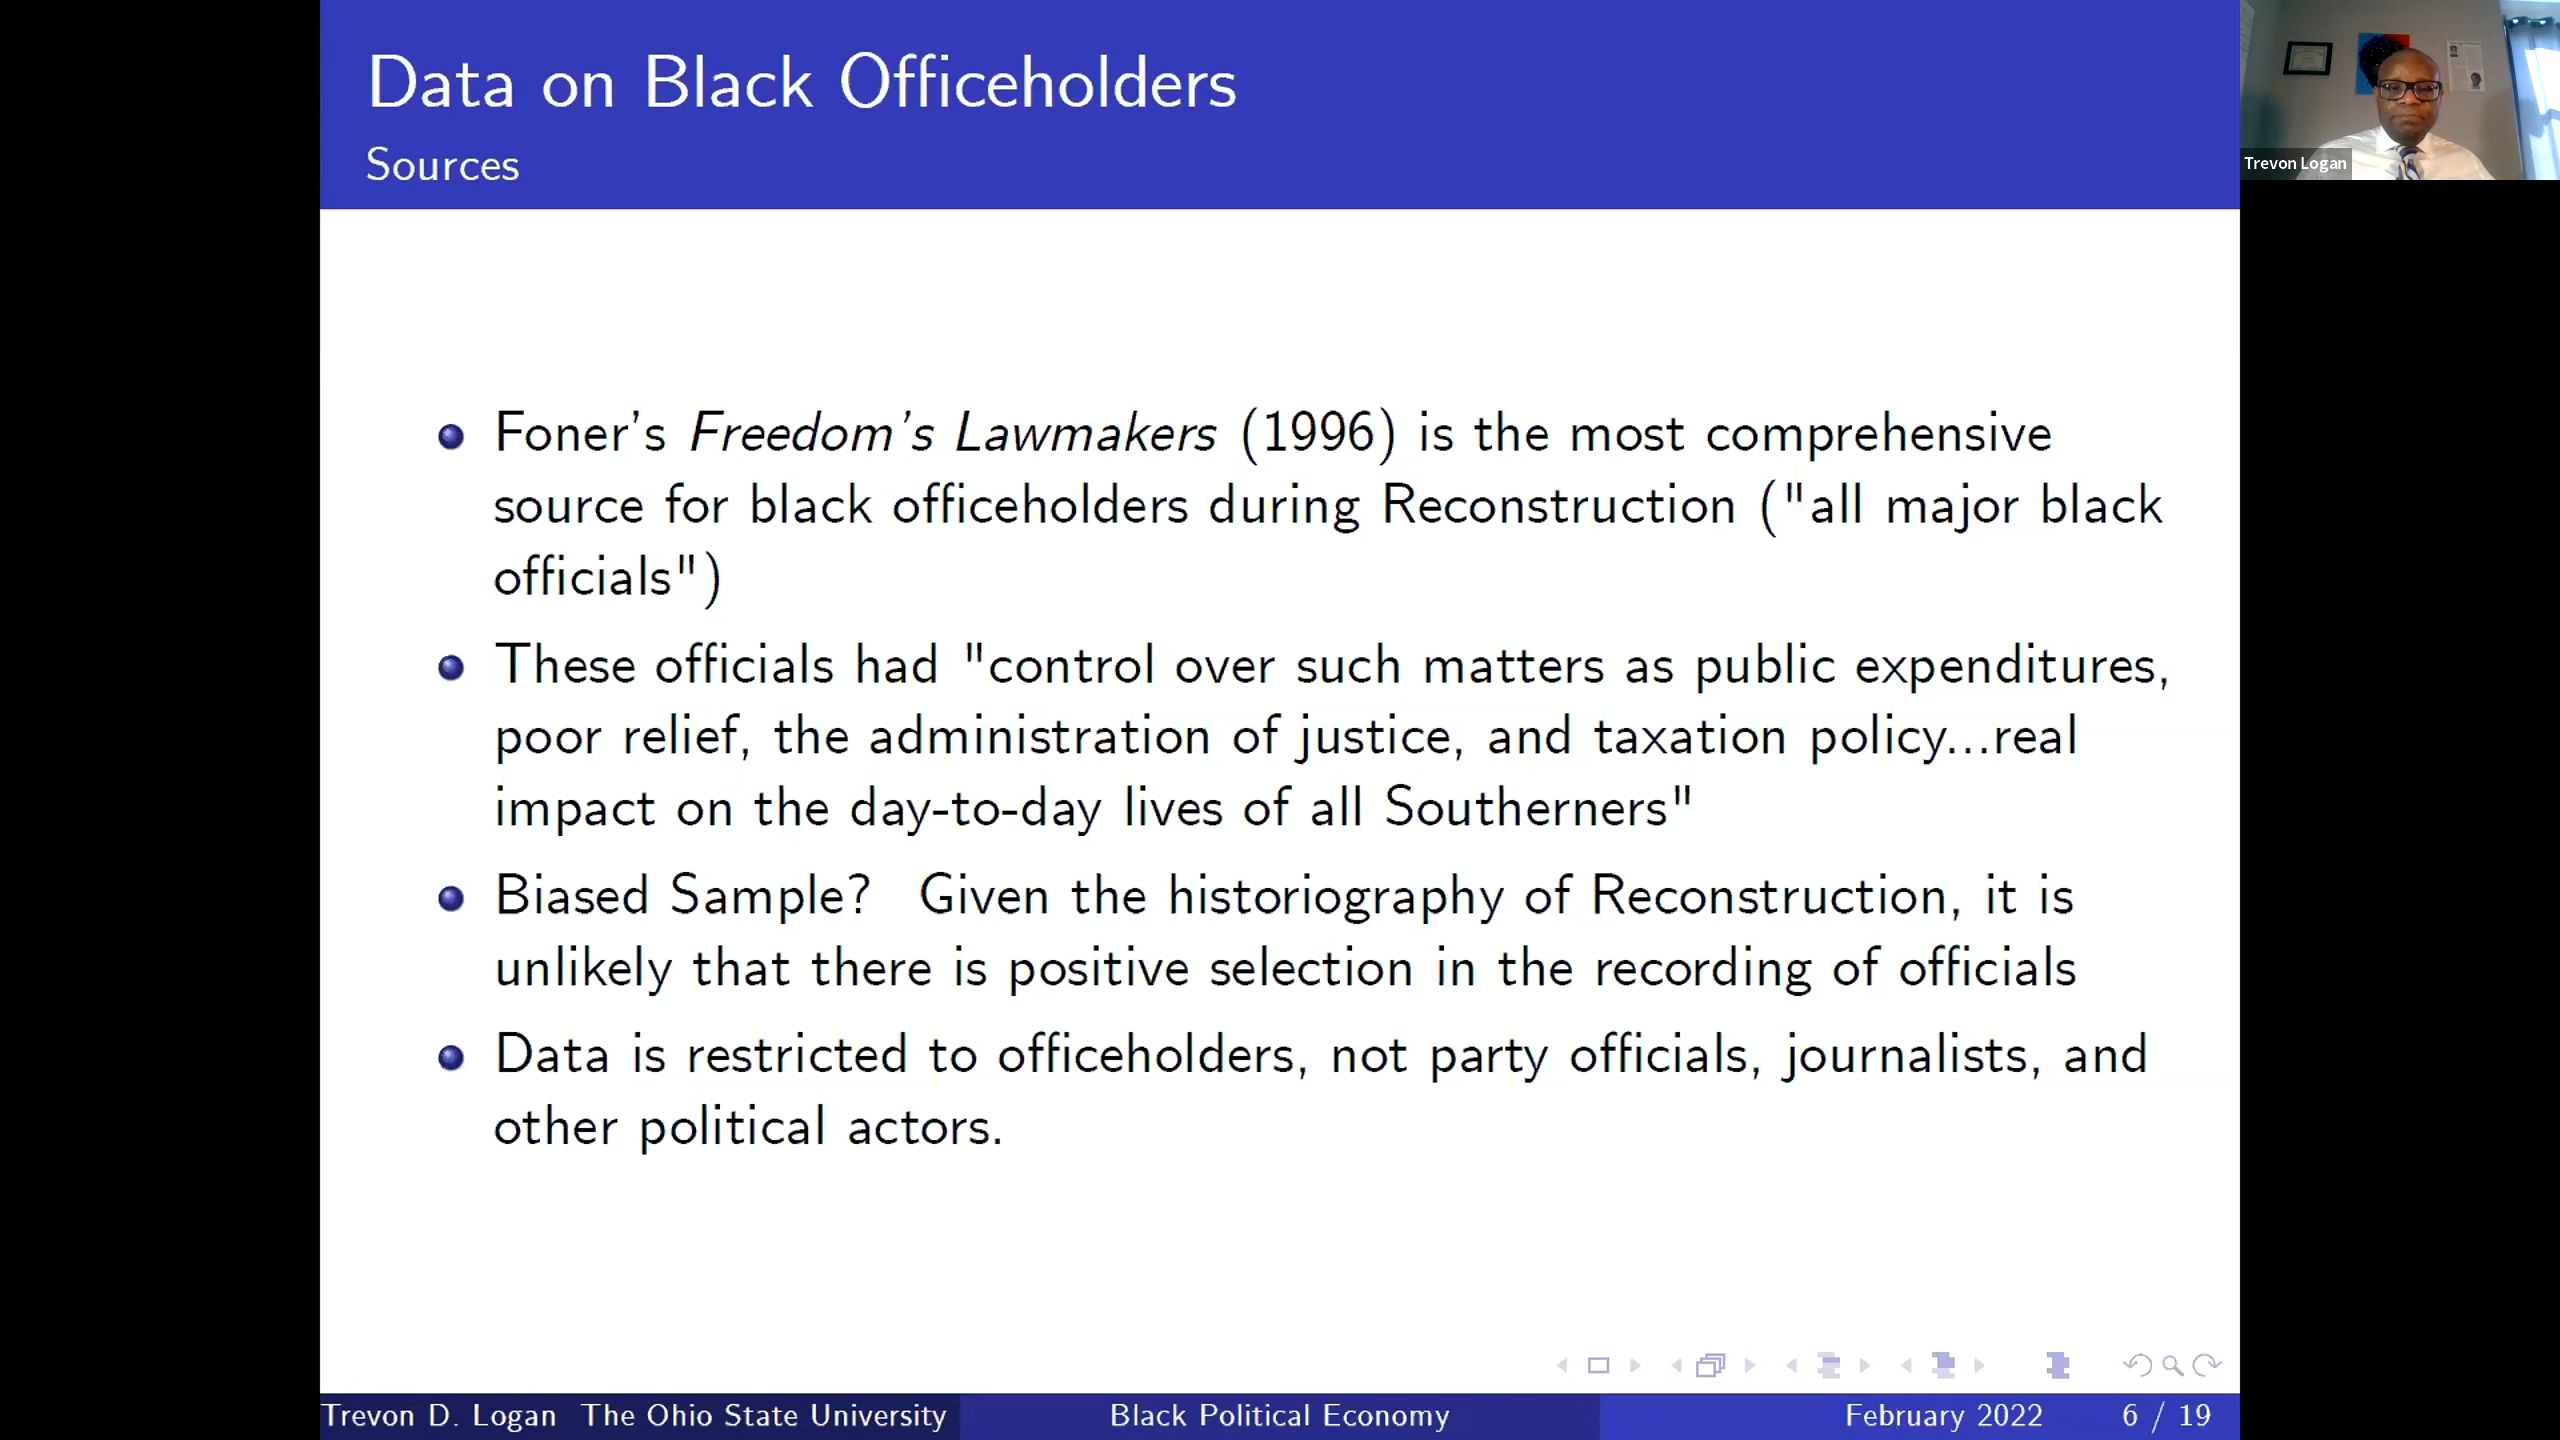 Data on Black Officeholders
Sources
Trevon Logan
Foner's Freedom's Lawmakers (1996) is the most comprehensive
source for black officeholders during Reconstruction ("all major black
officials")
These officials had "control over such matters as public expenditures,
poor relief, the administration of justice, and taxation policy...real
impact on the day-to-day lives of all Southerners"
Biased Sample? Given the historiography of Reconstruction, it is
unlikely that there is positive selection in the recording of officials
Data is restricted to officeholders, not party officials, journalists, and
other political actors.
Trevon D. Logan The Ohio State University Black Political Economy February 2022 6 / 19